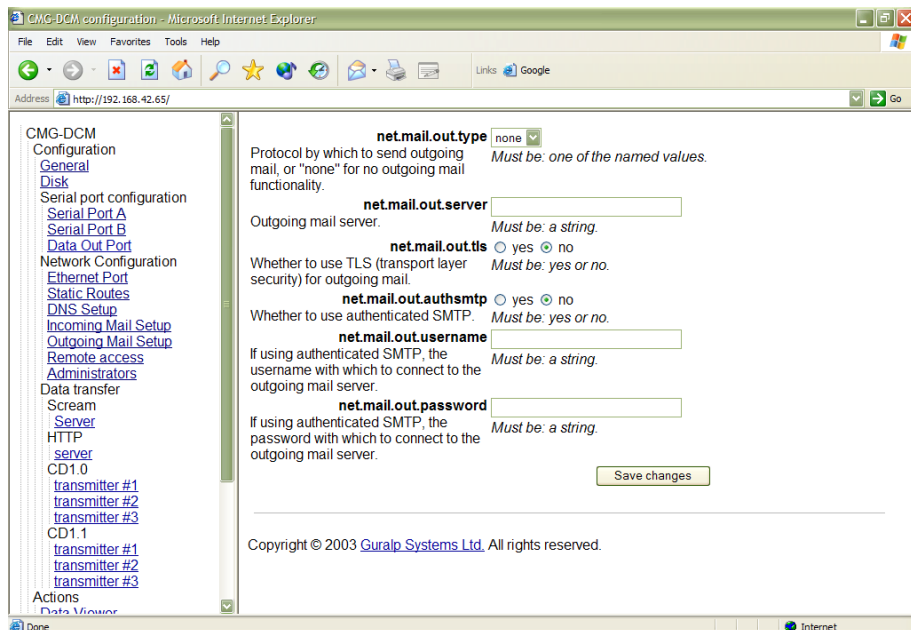 CMG-DCM configuration - Microsoft Internet Explorer
File Edit View Favorites Tools Help
Links Google
Address http://192.168.42.65/ Go
CMG-DCM
Configuration
General
Disk
Serial port configuration
Serial Port A
Serial Port B
Data Out Port
Network Configuration
Ethernet Port
Static Routes
DNS Setup
Incoming Mail Setup
Outgoing Mail Setup
Remote access
Administrators
Data transfer
Scream
Server
HTTP
server
CD1.0
transmitter #1
transmitter #2
transmitter #3
CD1.1
transmitter #1
transmitter #2
transmitter #3
Actions
Data Viewer
net.mail.out.type none
Protocol by which to send outgoing
mail, or "none" for no outgoing mail
functionality.
Must be: one of the named values.
net.mail.out.server
Outgoing mail server.
Must be: a string.
net.mail.out.tls yes no
Whether to use TLS (transport layer
security) for outgoing mail.
Must be: yes or no.
net.mail.out.authsmtp yes no
Whether to use authenticated SMTP.
Must be: yes or no.
net.mail.out.username
If using authenticated SMTP, the
username with which to connect to the
outgoing mail server.
Must be: a string.
net.mail.out.password
If using authenticated SMTP, the
password with which to connect to the
outgoing mail server.
Must be: a string.
Save changes
Copyright © 2003 Guralp Systems Ltd. All rights reserved.
Done Internet